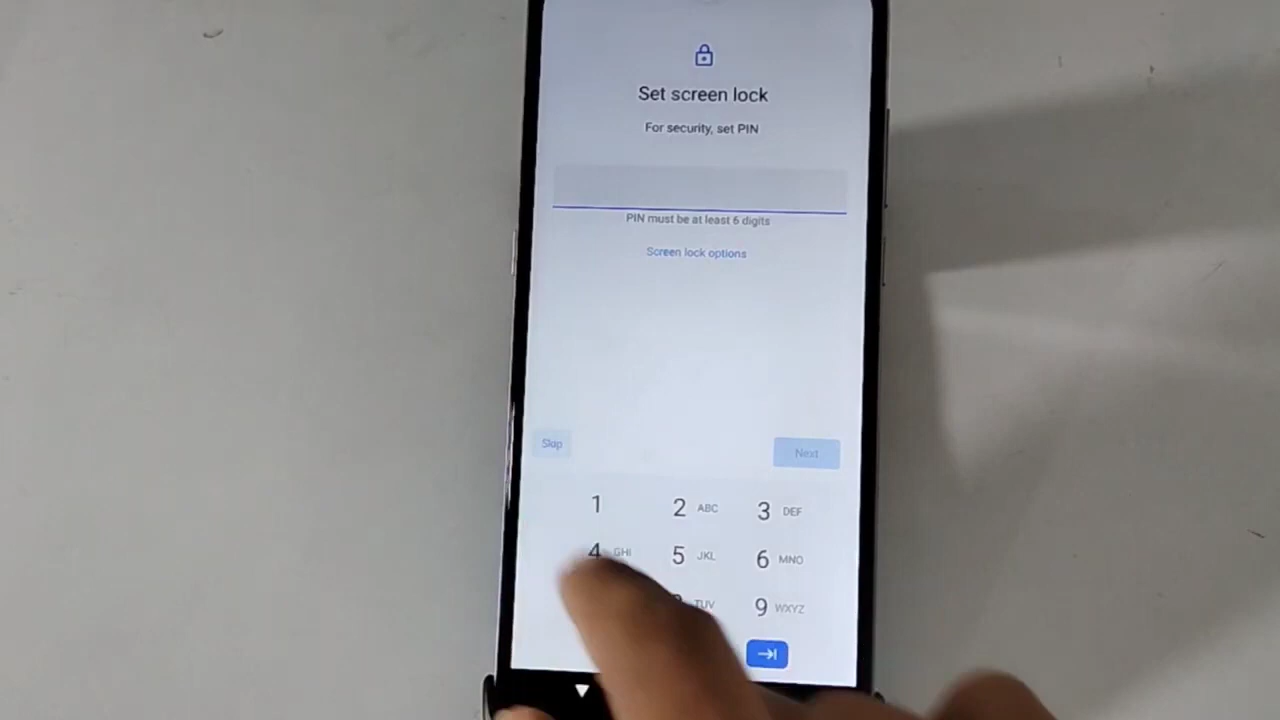 Set screen lock
For security, set PIN
PIN must be at least 6 digits
Screen lock options
Skip
Next
1 2 ABC 3 DEF
4 GHI 5 JKL 6 MNO
TUV 9 WXYZ